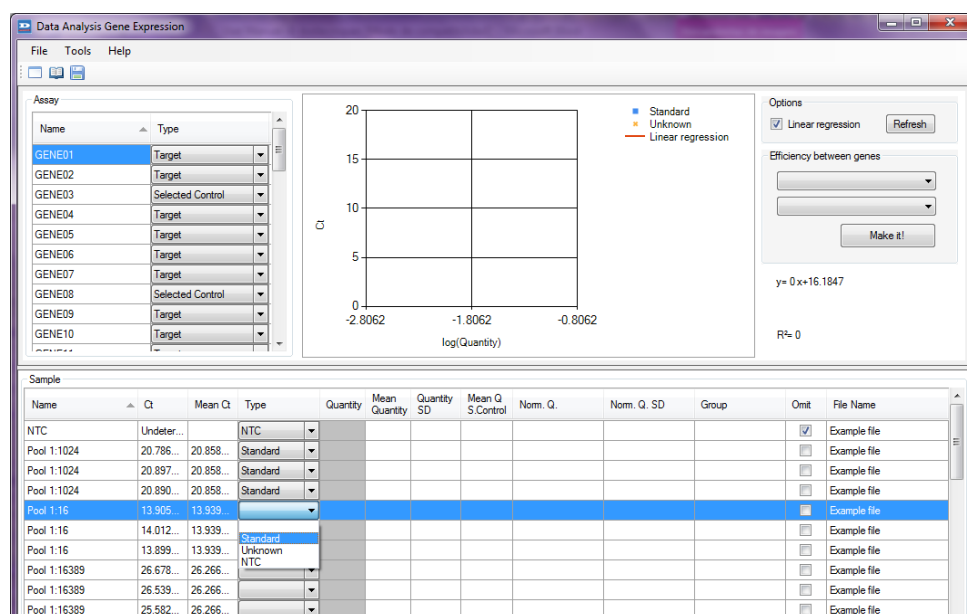 Data Analysis Gene Expression
File Tools Help
Assay
Name Type
GENE01 Target
GENE02 Target
GENE03 Selected Control
GENE04 Target
GENE05 Target
GENE06 Target
GENE07 Target
GENE08 Selected Control
GENE09 Target
GENE10 Target
20
15
10
5
0
Ct
-2.8062 -1.8062 -0.8062
log(Quantity)
Standard
Unknown
Linear regression
Options
Linear regression Refresh
Efficiency between genes
Make it!
y= 0 x+16.1847
R²= 0
Sample
Name Ct Mean Ct Type Quantity Mean Quantity Quantity SD Mean Q S.Control Norm. Q. Norm. Q. SD Group Omit File Name
NTC Undeter... NTC Example file
Pool 1:1024 20.786... 20.858... Standard Example file
Pool 1:1024 20.897... 20.858... Standard Example file
Pool 1:1024 20.890... 20.858... Standard Example file
Pool 1:16 13.905... 13.939... Example file
Pool 1:16 14.012... 13.939... Example file
Standard
Pool 1:16 13.899... 13.939... Unknown Example file
NTC
Pool 1:16389 26.678... 26.266... Example file
Pool 1:16389 26.539... 26.266... Example file
Pool 1:16389 25.582... 26.266... Example file